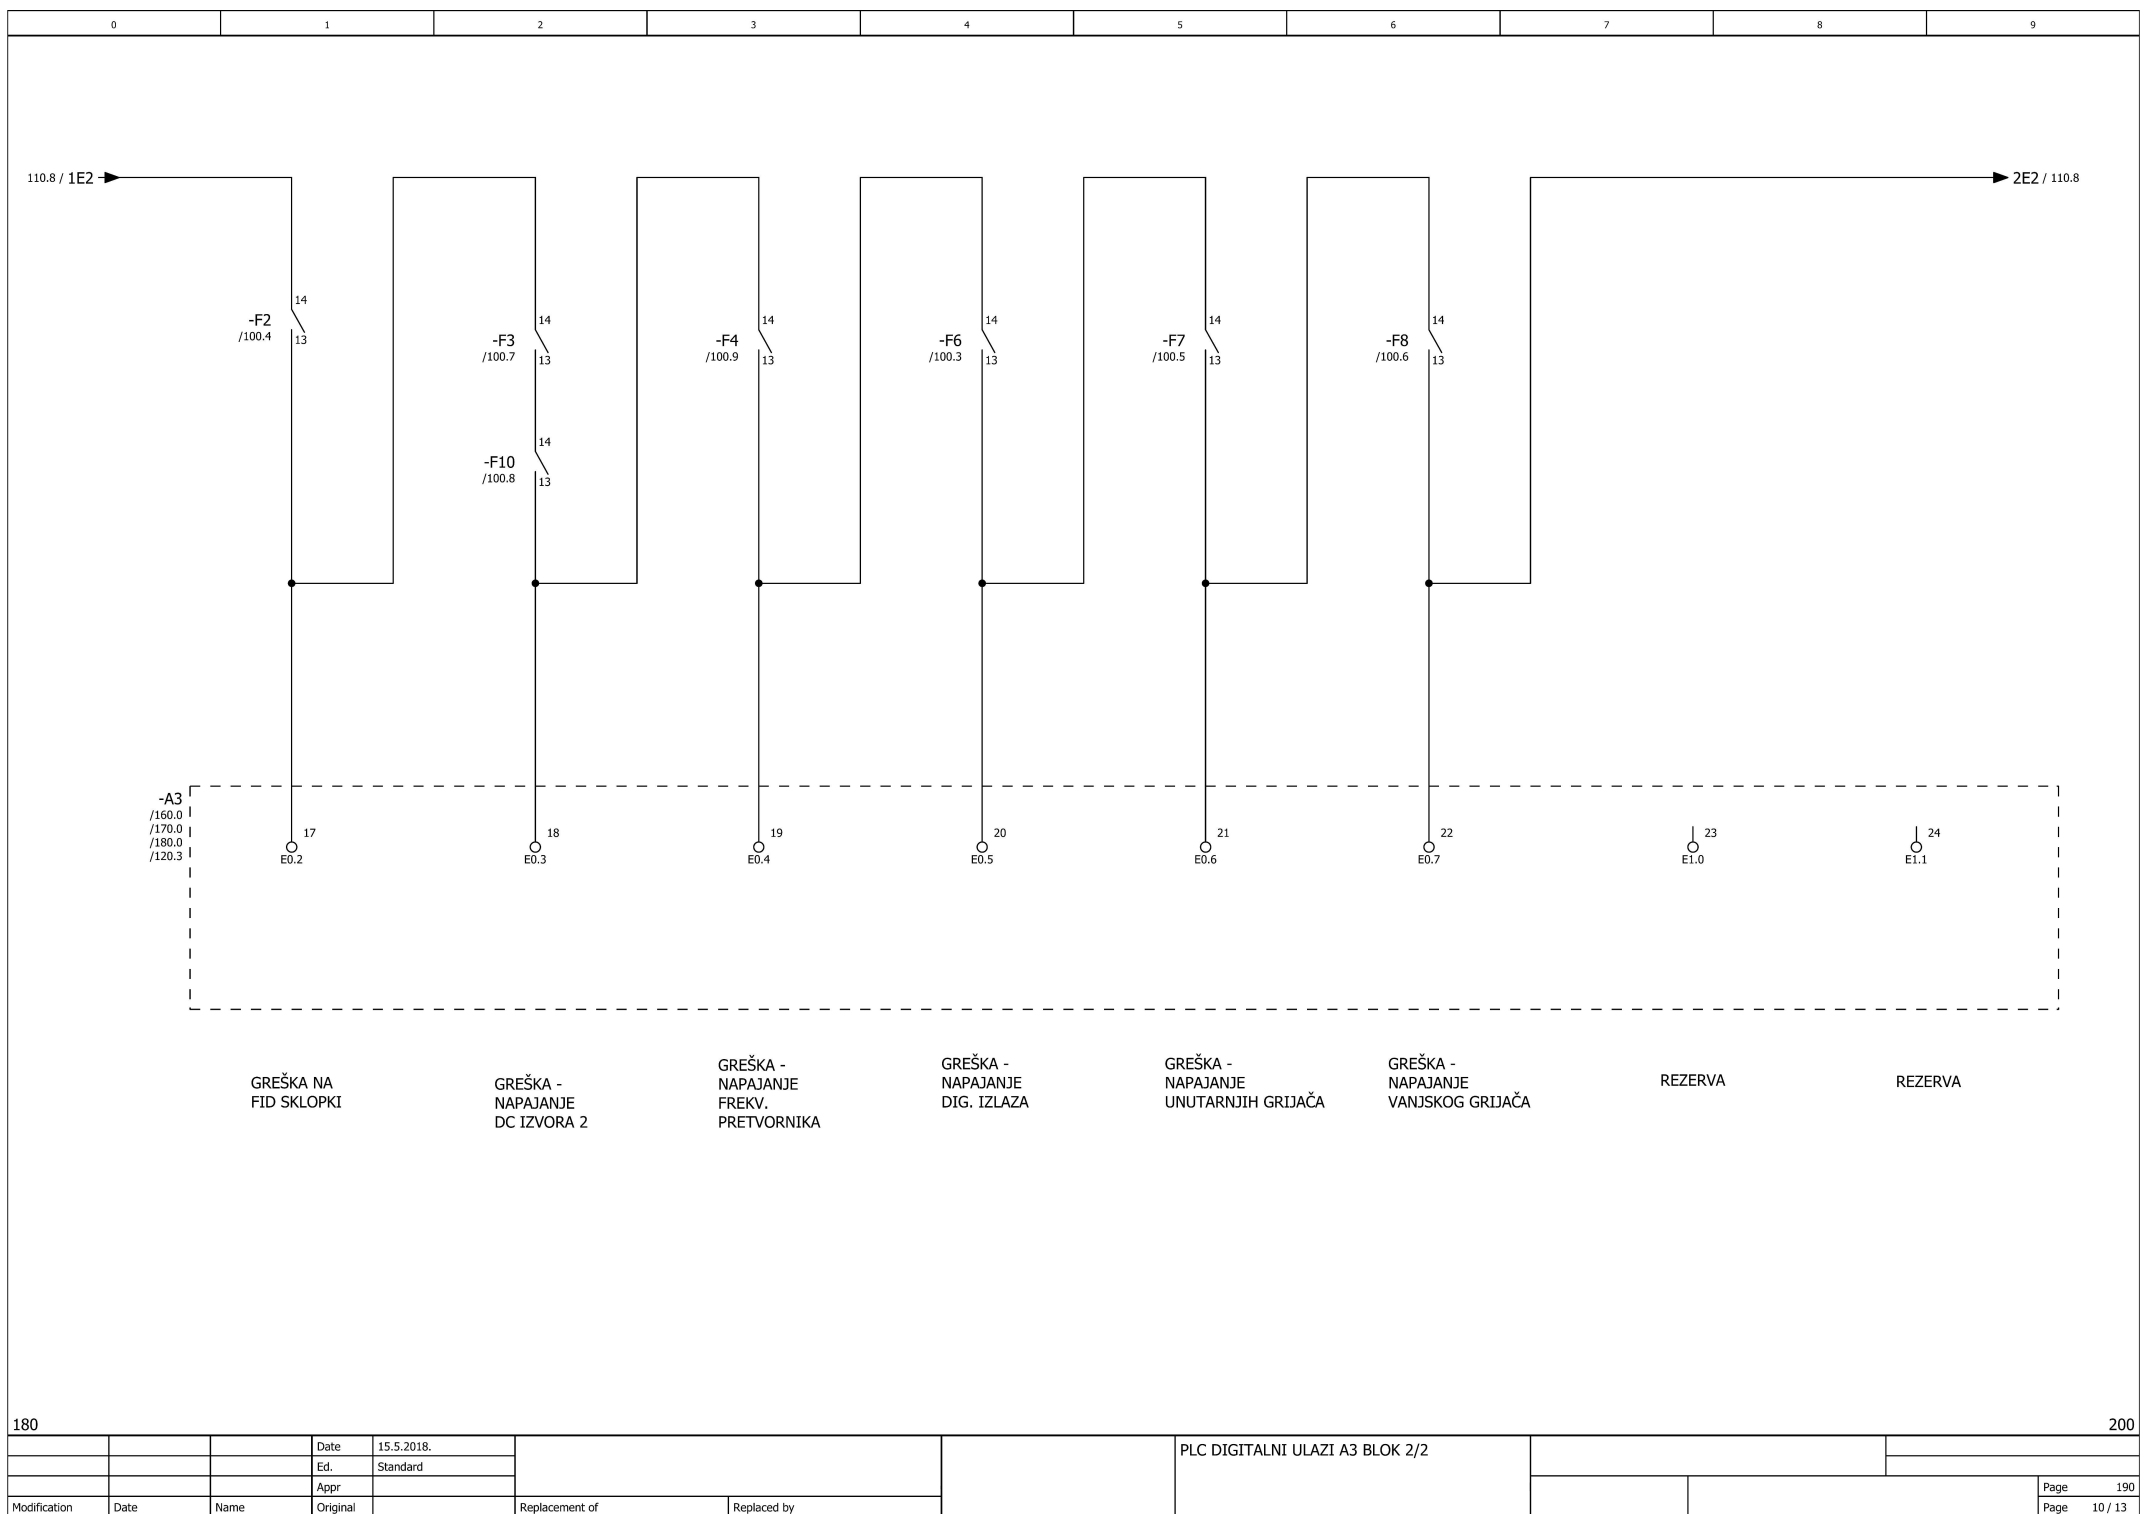 0 1 2 3 4 5 6 7 8 9
110.8 / 1E2
2E2 / 110.8
-F2
/100.4
14
13
-F3
/100.7
14
13
-F10
/100.8
14
13
-F4
/100.9
14
13
-F6
/100.3
14
13
-F7
/100.5
14
13
-F8
/100.6
14
13
-A3
/160.0
/170.0
/180.0
/120.3
17
E0.2
18
E0.3
19
E0.4
20
E0.5
21
E0.6
22
E0.7
23
E1.0
24
E1.1
GREŠKA NA
FID SKLOPKI
GREŠKA -
NAPAJANJE
DC IZVORA 2
GREŠKA -
NAPAJANJE
FREKV.
PRETVORNIKA
GREŠKA -
NAPAJANJE
DIG. IZLAZA
GREŠKA -
NAPAJANJE
UNUTARNJIH GRIJAČA
GREŠKA -
NAPAJANJE
VANJSKOG GRIJAČA
REZERVA
REZERVA
180
200
Date 15.5.2018.
Ed. Standard
Appr
Modification Date Name Original Replacement of Replaced by
PLC DIGITALNI ULAZI A3 BLOK 2/2
Page 190
Page 10 / 13